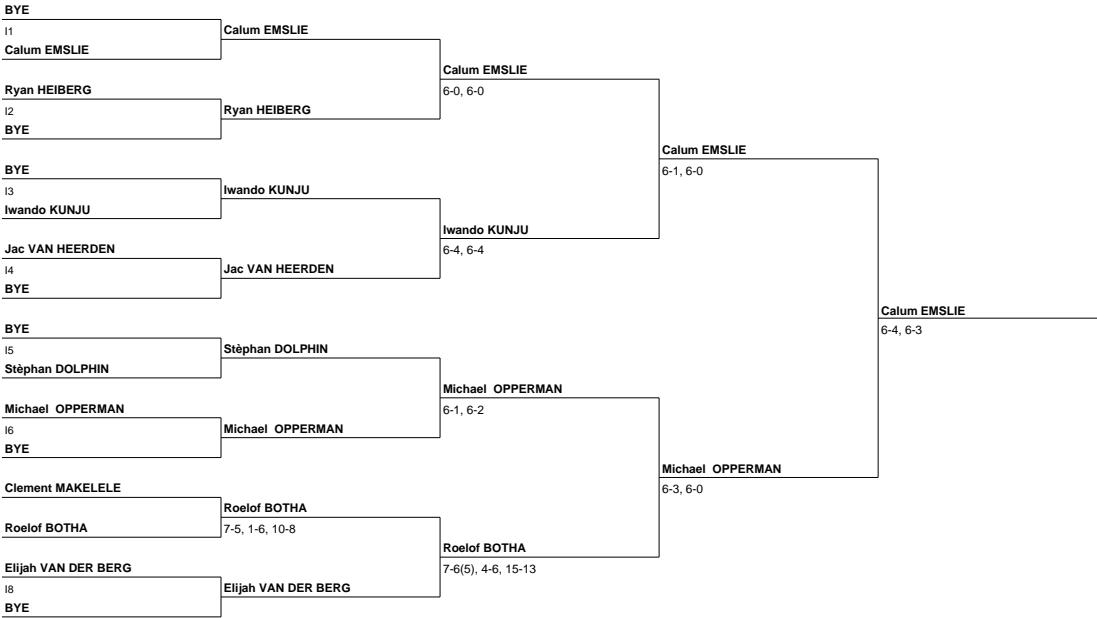 BYE
I1
Calum EMSLIE
Ryan HEIBERG
I2
BYE
BYE
I3
Iwando KUNJU
Jac VAN HEERDEN
I4
BYE
BYE
I5
Stèphan DOLPHIN
Michael OPPERMAN
I6
BYE
Clement MAKELELE
Roelof BOTHA
Elijah VAN DER BERG
I8
BYE
Calum EMSLIE
Ryan HEIBERG
Iwando KUNJU
Jac VAN HEERDEN
Stèphan DOLPHIN
Michael OPPERMAN
Roelof BOTHA
7-5, 1-6, 10-8
Elijah VAN DER BERG
Calum EMSLIE
6-0, 6-0
Iwando KUNJU
6-4, 6-4
Michael OPPERMAN
6-1, 6-2
Roelof BOTHA
7-6(5), 4-6, 15-13
Calum EMSLIE
6-1, 6-0
Michael OPPERMAN
6-3, 6-0
Calum EMSLIE
6-4, 6-3